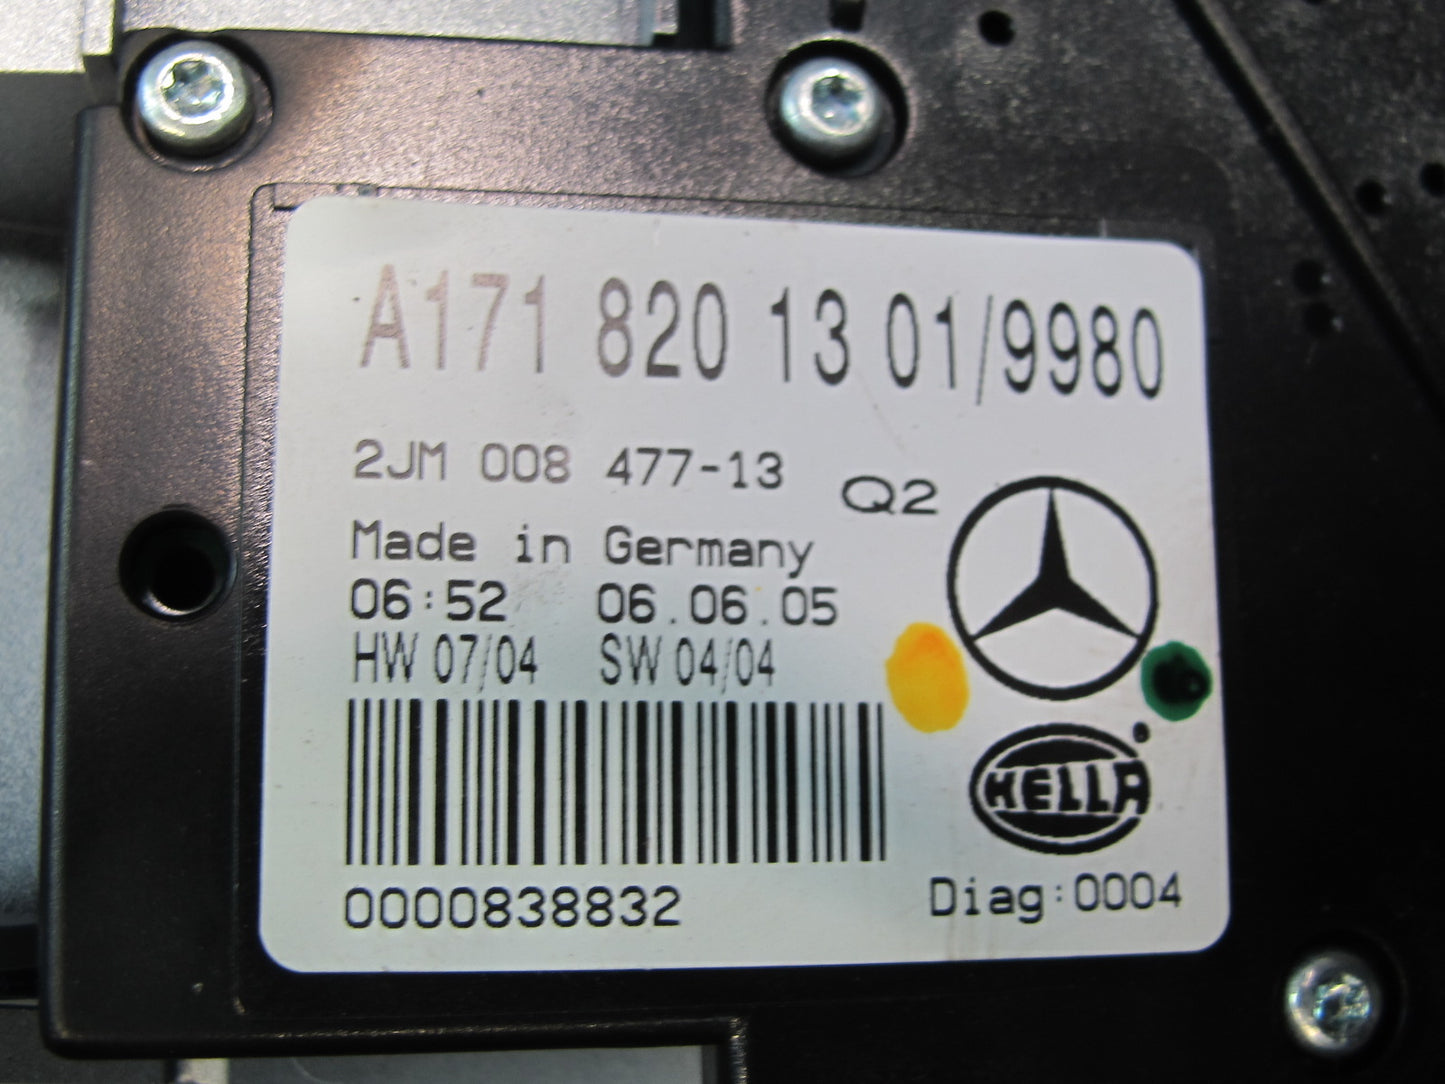 A171 820 13 01/9980
2JM 008 477-13
Q2
Made in Germany
06:52 06.06.05
HW 07/04 SW 04/04
HELLA
0000838832
Diag:0004